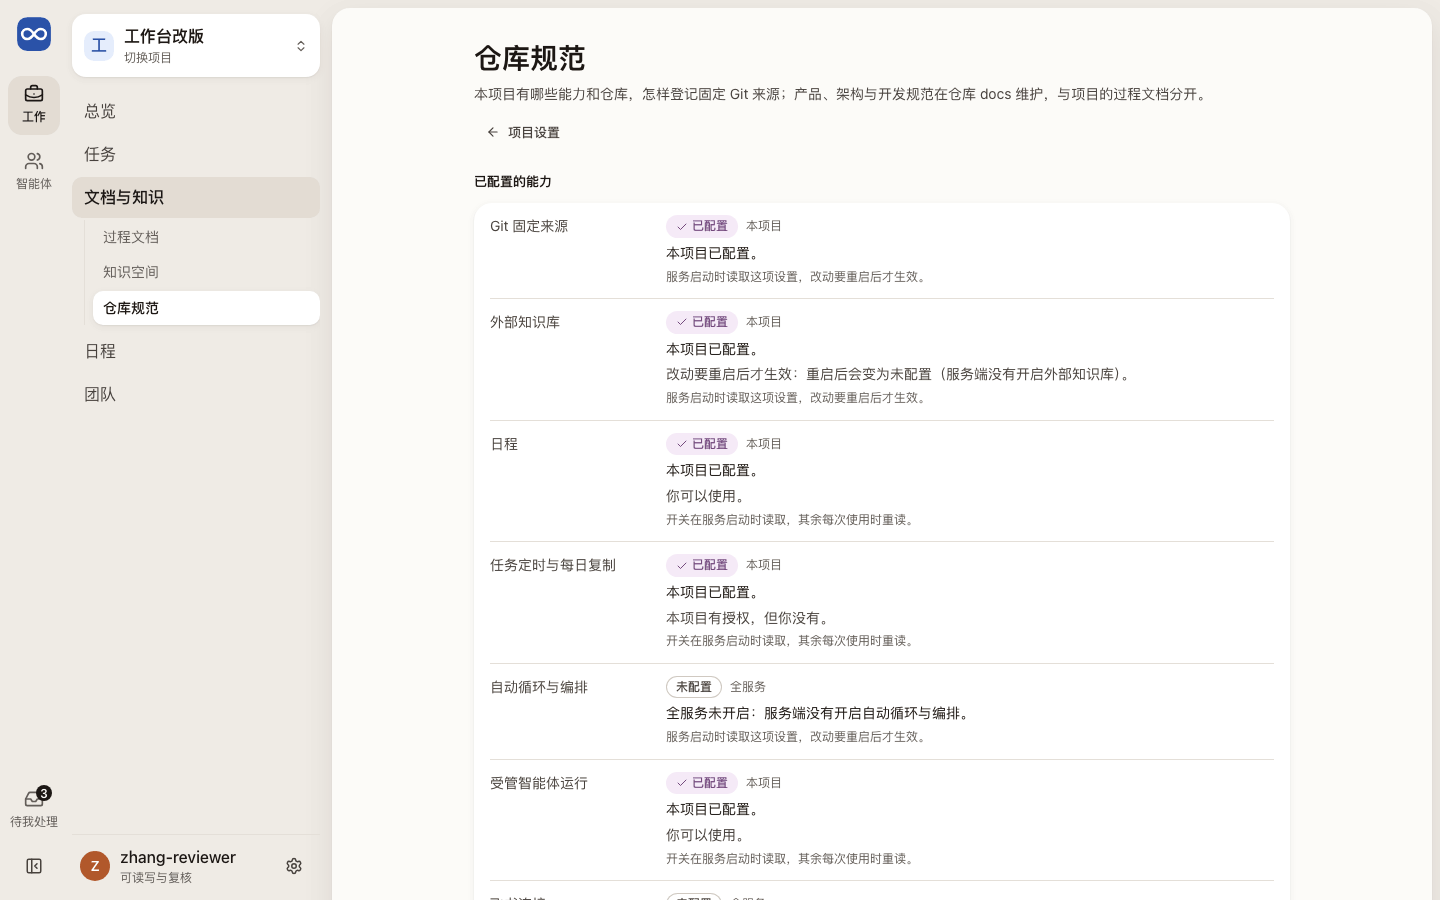 工
工作台改版
切换项目
工作
智能体
总览
任务
文档与知识
过程文档
知识空间
仓库规范
日程
团队
3
待我处理
Z
zhang-reviewer
可读写与复核
仓库规范
本项目有哪些能力和仓库，怎样登记固定 Git 来源；产品、架构与开发规范在仓库 docs 维护，与项目的过程文档分开。
项目设置
已配置的能力
Git 固定来源
已配置 本项目
本项目已配置。
服务启动时读取这项设置，改动要重启后才生效。
外部知识库
已配置 本项目
本项目已配置。
改动要重启后才生效：重启后会变为未配置（服务端没有开启外部知识库）。
服务启动时读取这项设置，改动要重启后才生效。
日程
已配置 本项目
本项目已配置。
你可以使用。
开关在服务启动时读取，其余每次使用时重读。
任务定时与每日复制
已配置 本项目
本项目已配置。
本项目有授权，但你没有。
开关在服务启动时读取，其余每次使用时重读。
自动循环与编排
未配置 全服务
全服务未开启：服务端没有开启自动循环与编排。
服务启动时读取这项设置，改动要重启后才生效。
受管智能体运行
已配置 本项目
本项目已配置。
你可以使用。
开关在服务启动时读取，其余每次使用时重读。